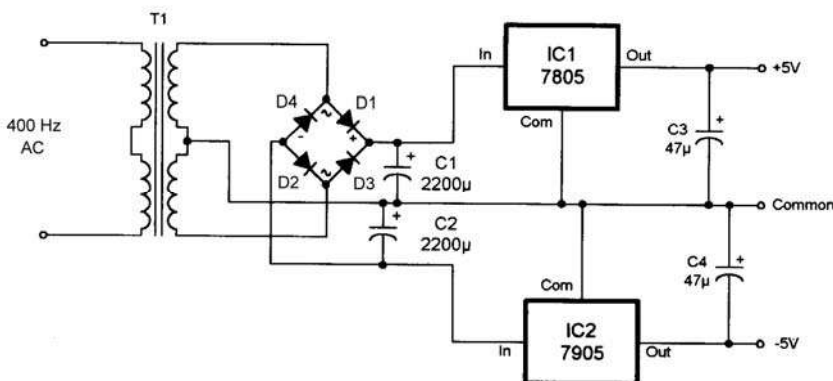 T1
400 Hz
AC
D4
D1
~
-
+
D2
~
D3
+
C1
2200µ
+
C2
2200µ
In
IC1
7805
Out
Com
+
C3
47µ
+5V
Common
+
C4
47µ
Com
In
IC2
7905
Out
-5V